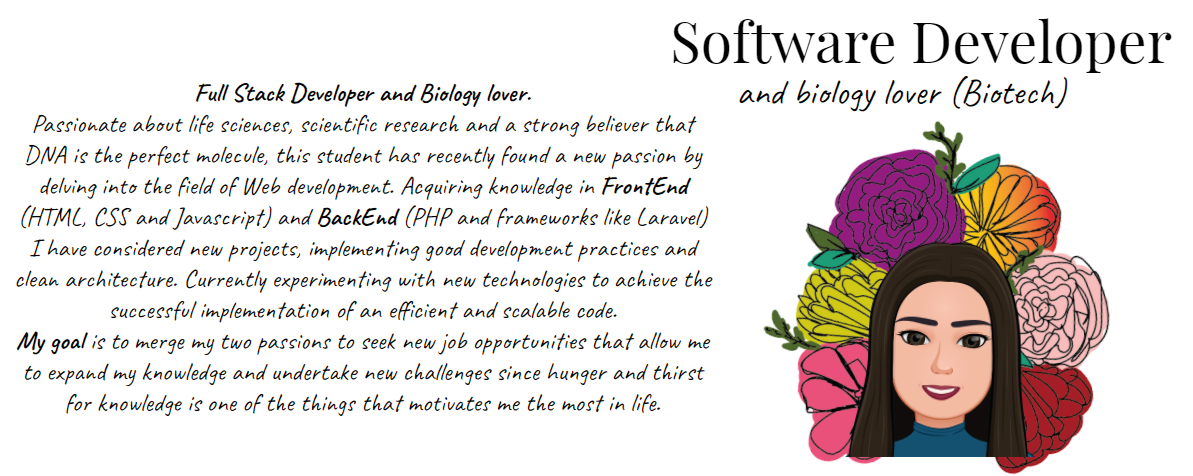 Software Developer
and biology lover (Biotech)
Full Stack Developer and Biology lover.
Passionate about life sciences, scientific research and a strong believer that
DNA is the perfect molecule, this student has recently found a new passion by
delving into the field of Web development. Acquiring knowledge in FrontEnd
(HTML, CSS and Javascript) and BackEnd (PHP and frameworks like Laravel)
I have considered new projects, implementing good development practices and
clean architecture. Currently experimenting with new technologies to achieve the
successful implementation of an efficient and scalable code.
My goal is to merge my two passions to seek new job opportunities that allow me
to expand my knowledge and undertake new challenges since hunger and thirst
for knowledge is one of the things that motivates me the most in life.